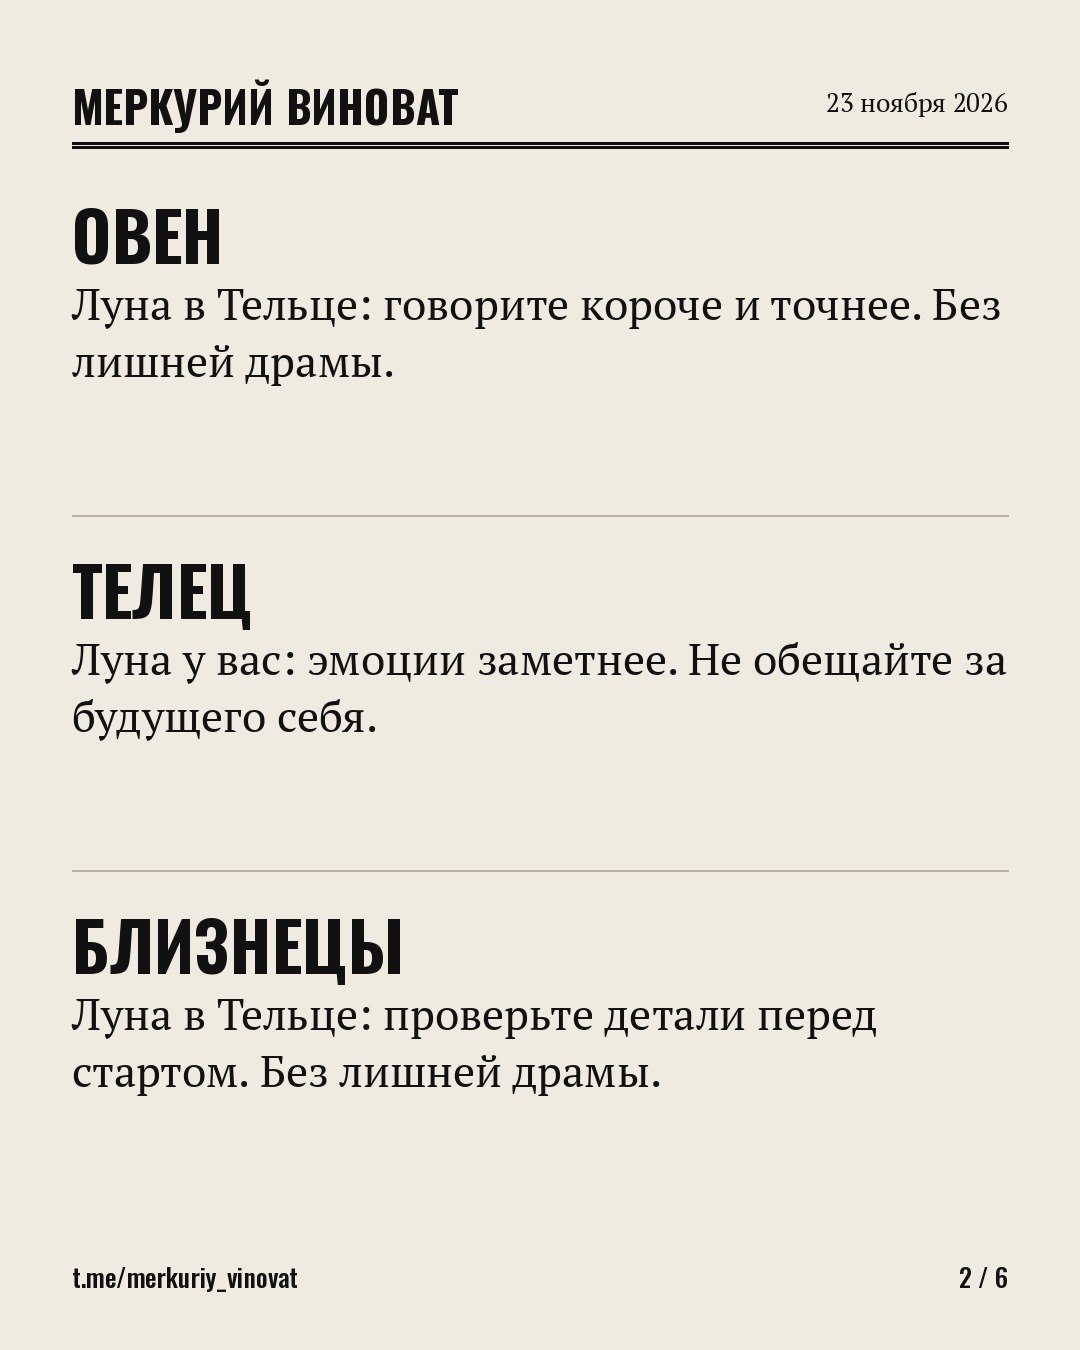 МЕРКУРИЙ ВИНОВАТ
23 ноября 2026
ОВЕН
Луна в Тельце: говорите короче и точнее. Без
лишней драмы.
ТЕЛЕЦ
Луна у вас: эмоции заметнее. Не обещайте за
будущего себя.
БЛИЗНЕЦЫ
Луна в Тельце: проверьте детали перед
стартом. Без лишней драмы.
t.me/merkuriy_vinovat
2 / 6